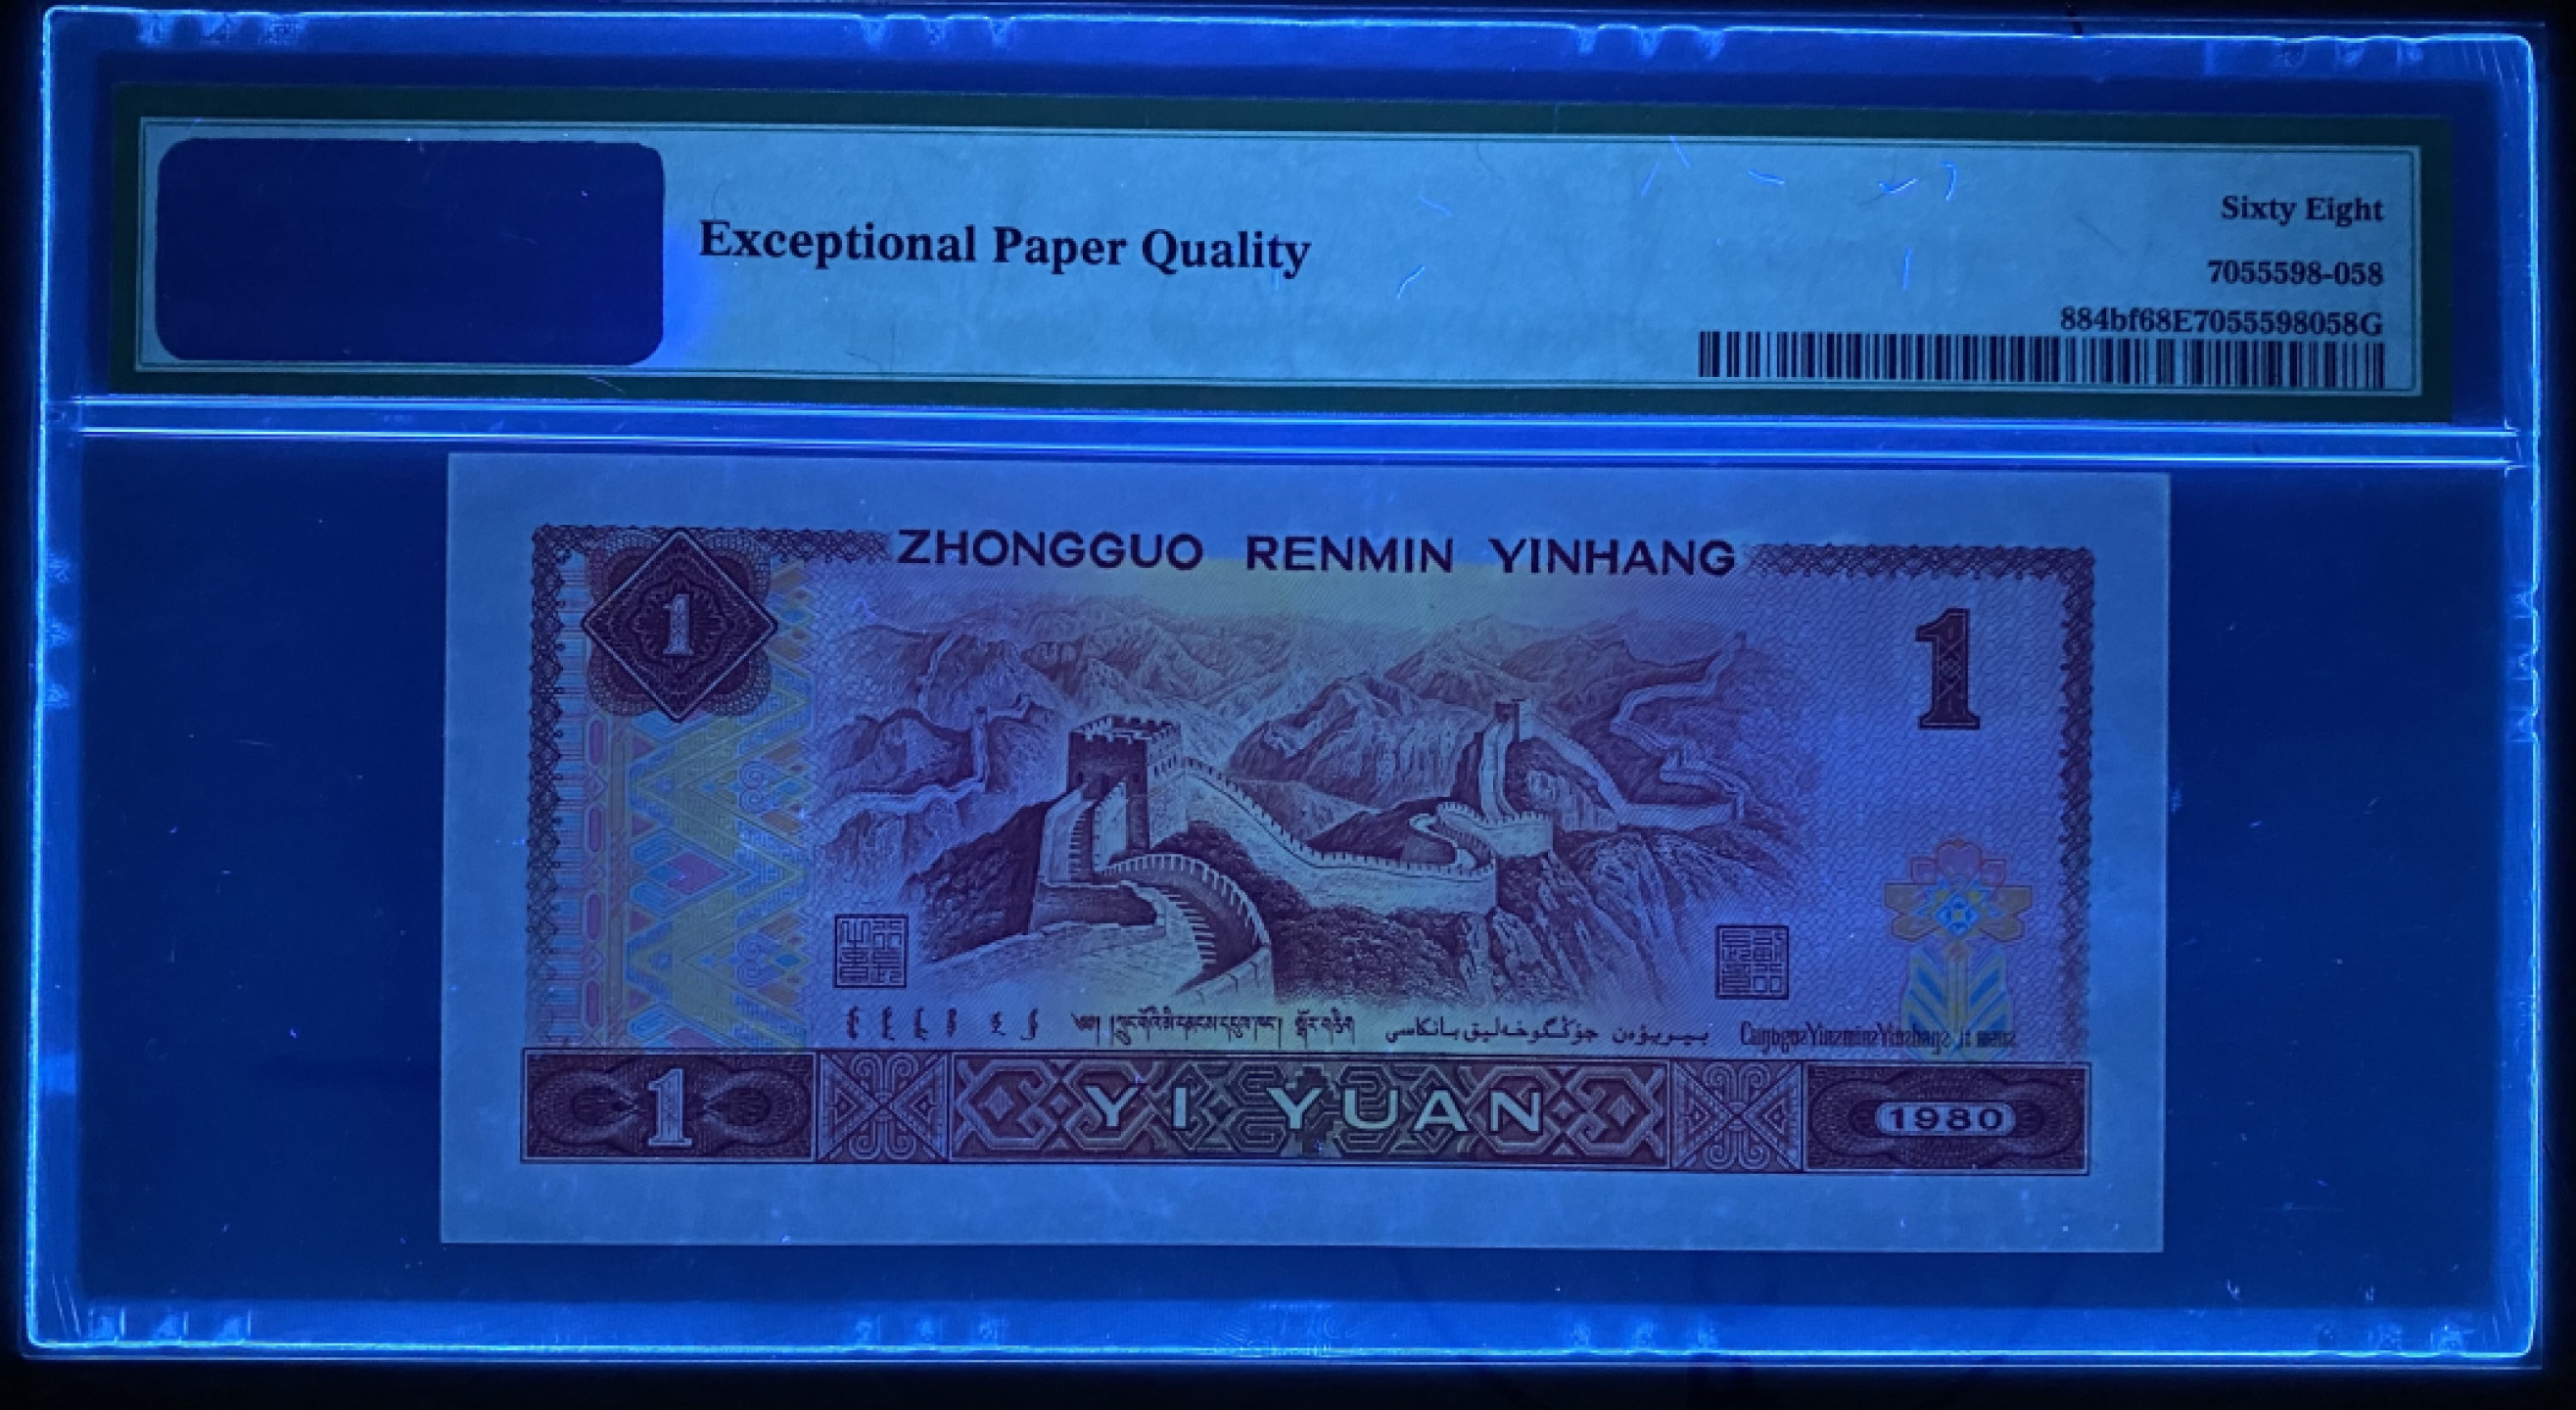 Exceptional Paper Quality
Sixty Eight
7055598-058
884bf68E7055598058G
ZHONGGUO RENMIN YINHANG
1
1
1
YI YUAN
1980